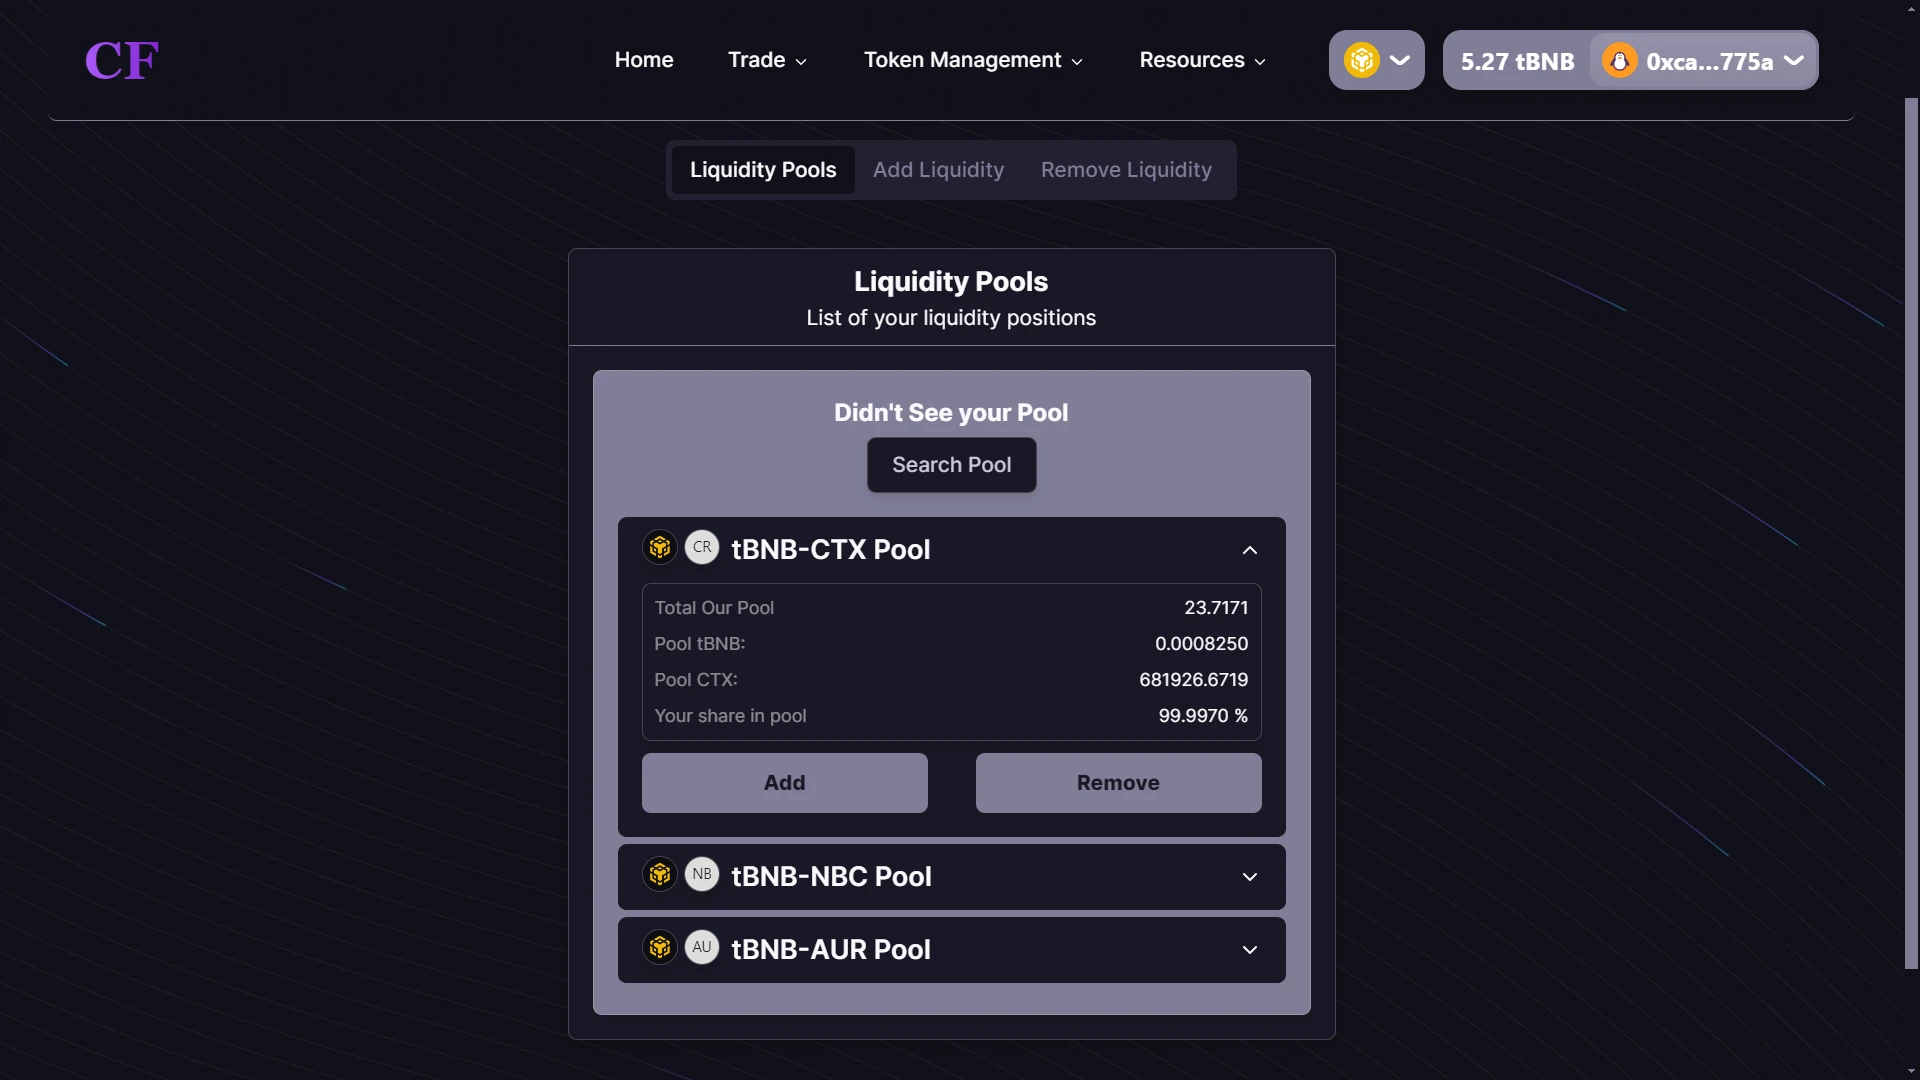 CF
Home
Trade
Token Management
Resources
5.27 tBNB
0xca...775a
Liquidity Pools
Add Liquidity
Remove Liquidity
Liquidity Pools
List of your liquidity positions
Didn't See your Pool
Search Pool
CR
tBNB-CTX Pool
Total Our Pool
23.7171
Pool tBNB:
0.0008250
Pool CTX:
681926.6719
Your share in pool
99.9970 %
Add
Remove
NB
tBNB-NBC Pool
AU
tBNB-AUR Pool